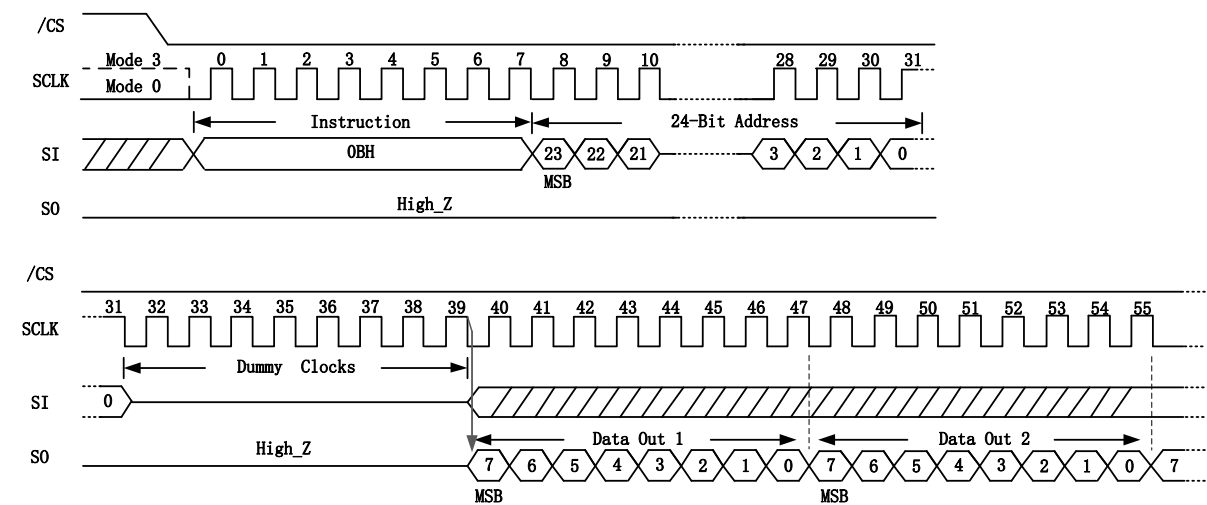 /CS
Mode 3 0 1 2 3 4 5 6 7 8 9 10 28 29 30 31
SCLK
Mode 0
Instruction 24-Bit Address
SI 0BH 23 22 21 3 2 1 0
MSB
SO High_Z
/CS
31 32 33 34 35 36 37 38 39 40 41 42 43 44 45 46 47 48 49 50 51 52 53 54 55
SCLK
Dummy Clocks
SI 0
Data Out 1 Data Out 2
SO High_Z 7 6 5 4 3 2 1 0 7 6 5 4 3 2 1 0 7
MSB MSB